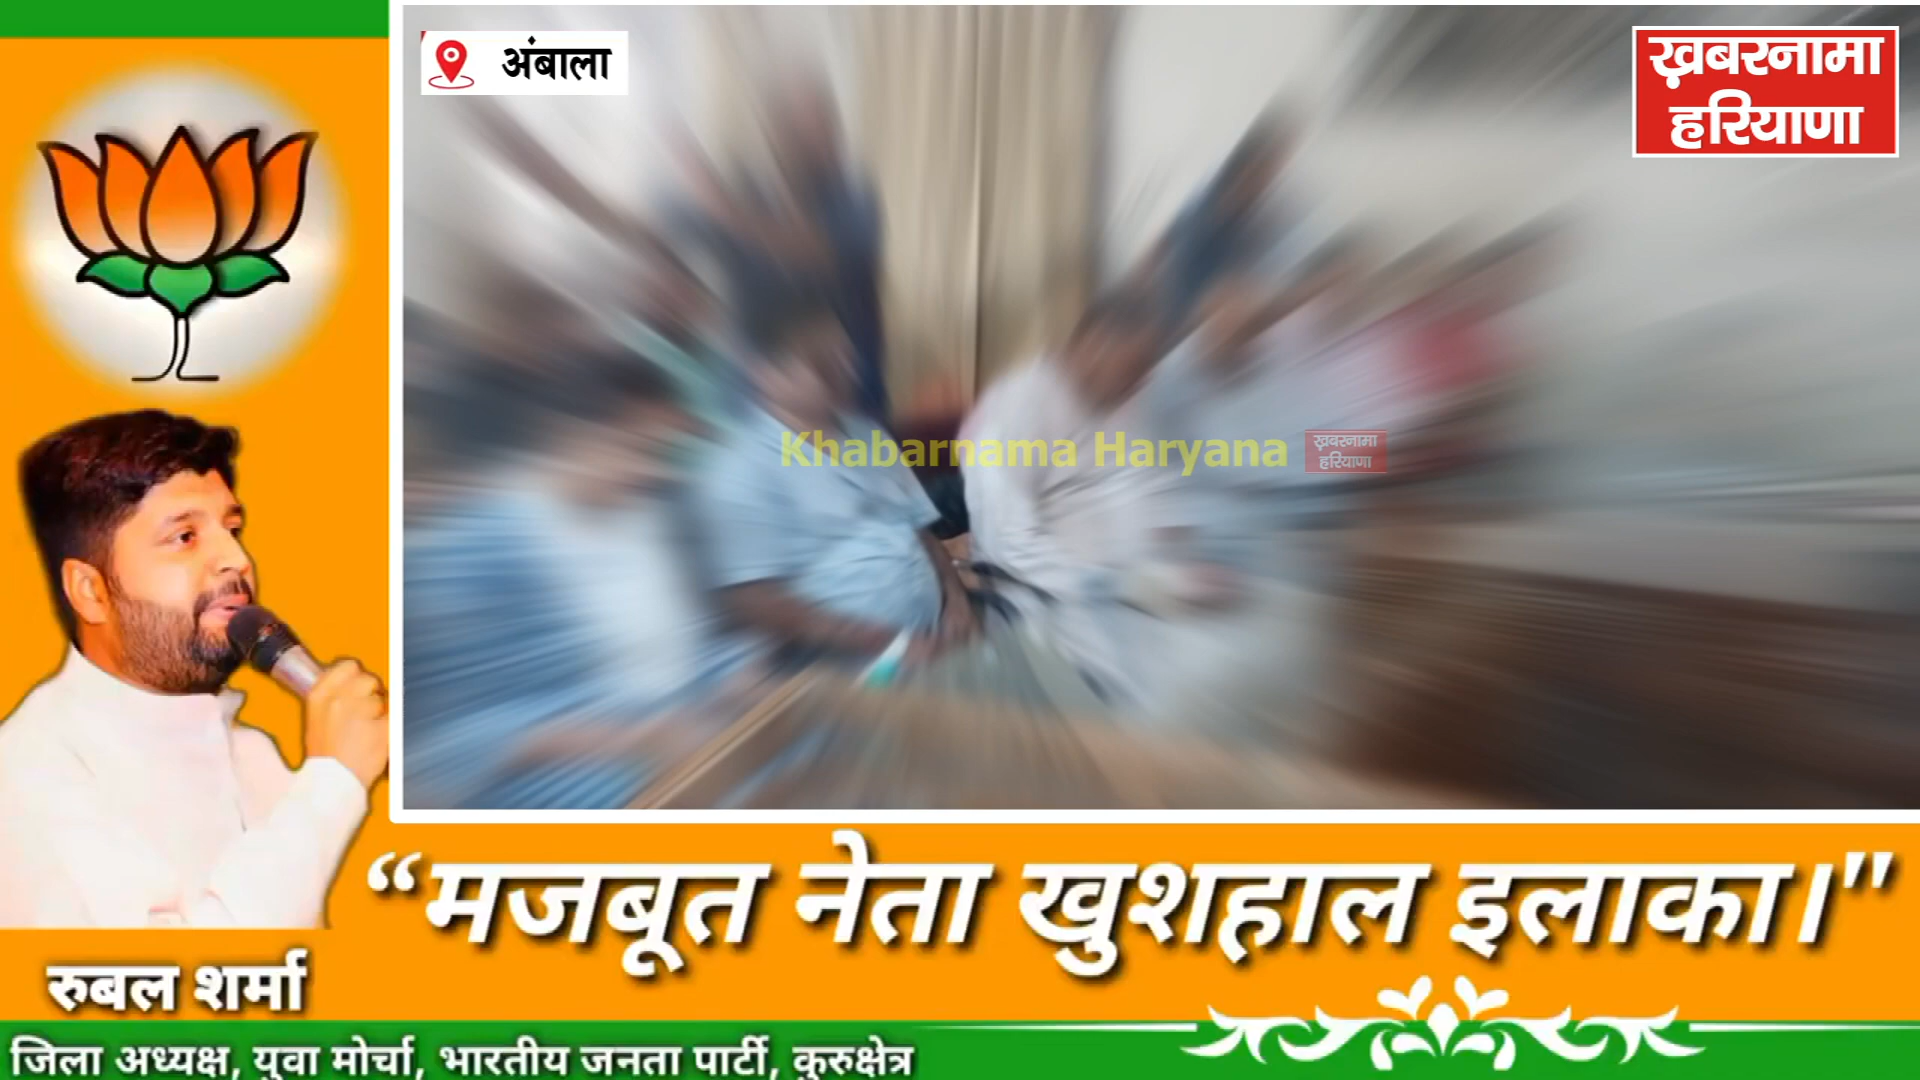 अंबाला
ख़बरनामा
हरियाणा
Khabarnama Haryana
ख़बरनामा
हरियाणा
“मजबूत नेता खुशहाल इलाका।"
रुबल शर्मा
जिला अध्यक्ष, युवा मोर्चा, भारतीय जनता पार्टी, कुरुक्षेत्र